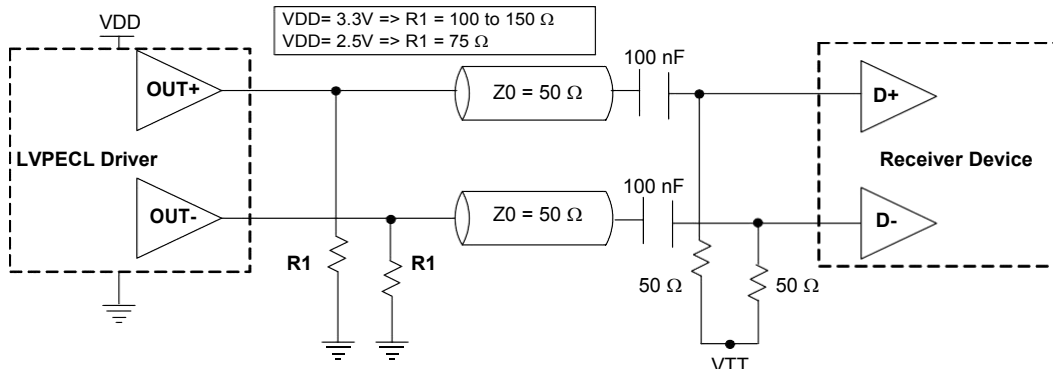 VDD
VDD= 3.3V => R1 = 100 to 150 Ω
VDD= 2.5V => R1 = 75 Ω
100 nF
OUT+
Z0 = 50 Ω
D+
LVPECL Driver
Receiver Device
100 nF
OUT-
Z0 = 50 Ω
D-
R1
R1
50 Ω
50 Ω
VTT